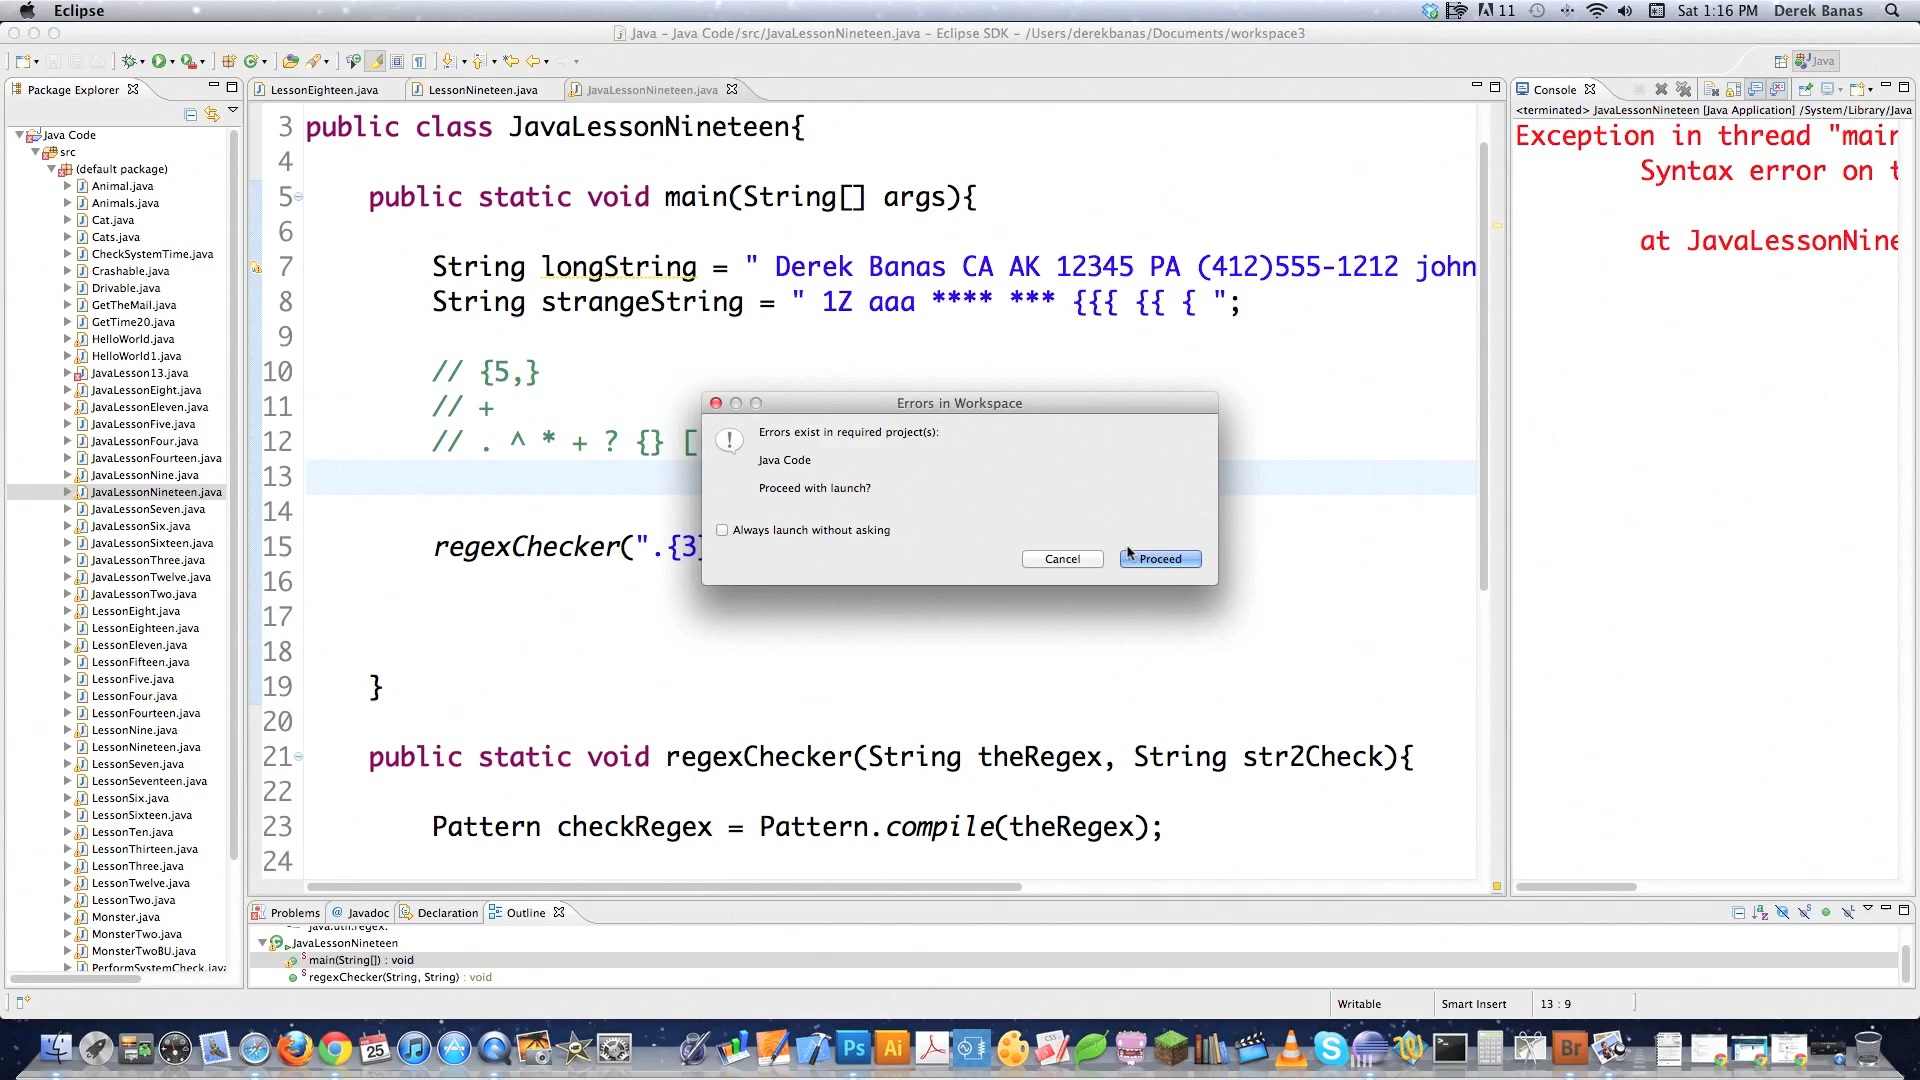 Eclipse
11
Sat 1:16 PM
Derek Banas
Java – Java Code/src/JavaLessonNineteen.java – Eclipse SDK – /Users/derekbanas/Documents/workspace3
Java
Package Explorer
Java Code
src
(default package)
Animal.java
Animals.java
Cat.java
Cats.java
CheckSystemTime.java
Crashable.java
Drivable.java
GetTheMail.java
GetTime20.java
HelloWorld.java
HelloWorld1.java
JavaLesson13.java
JavaLessonEight.java
JavaLessonEleven.java
JavaLessonFive.java
JavaLessonFour.java
JavaLessonFourteen.java
JavaLessonNine.java
JavaLessonNineteen.java
JavaLessonSeven.java
JavaLessonSix.java
JavaLessonSixteen.java
JavaLessonThree.java
JavaLessonTwelve.java
JavaLessonTwo.java
LessonEight.java
LessonEighteen.java
LessonEleven.java
LessonFifteen.java
LessonFive.java
LessonFour.java
LessonFourteen.java
LessonNine.java
LessonNineteen.java
LessonSeven.java
LessonSeventeen.java
LessonSix.java
LessonSixteen.java
LessonTen.java
LessonThirteen.java
LessonThree.java
LessonTwelve.java
LessonTwo.java
Monster.java
MonsterTwo.java
MonsterTwoBU.java
PerformSystemCheck.java
LessonEighteen.java
LessonNineteen.java
JavaLessonNineteen.java
3 public class JavaLessonNineteen{
4
5 public static void main(String[] args){
6
7 String longString = " Derek Banas CA AK 12345 PA (412)555-1212 john
8 String strangeString = " 1Z aaa **** *** {{{ {{ { ";
9
10 // {5,}
11 // +
12 // . ^ * + ? {} [
13
14
15 regexChecker(".{3}
16
17
18
19 }
20
21 public static void regexChecker(String theRegex, String str2Check){
22
23 Pattern checkRegex = Pattern.compile(theRegex);
24
Errors in Workspace
Errors exist in required project(s):
Java Code
Proceed with launch?
Always launch without asking
Cancel
Proceed
Console
<terminated> JavaLessonNineteen [Java Application] /System/Library/Java
Exception in thread "main
Syntax error on t
at JavaLessonNine
Problems
Javadoc
Declaration
Outline
java.util.regex.
JavaLessonNineteen
main(String[]) : void
regexChecker(String, String) : void
Writable
Smart Insert
13 : 9
25
Ps
Ai
Br